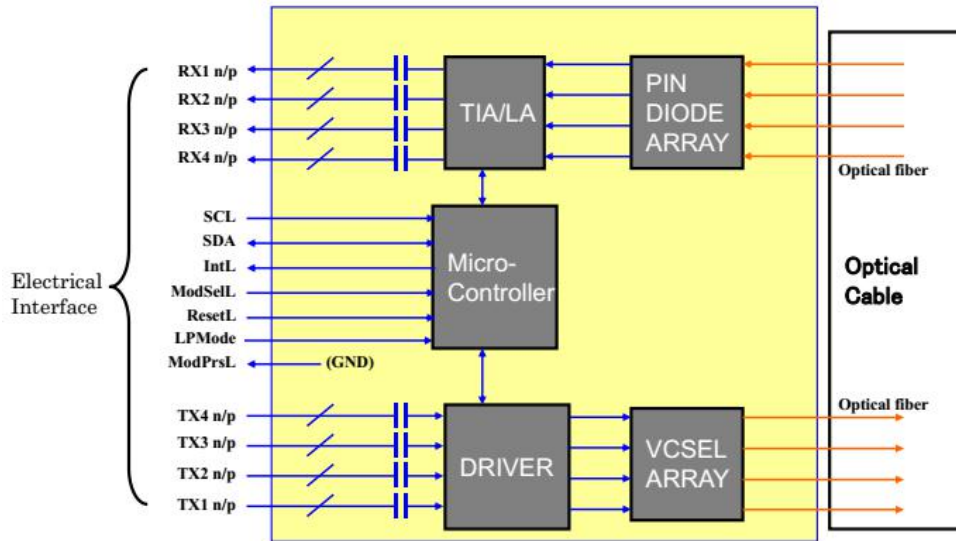 RX1 n/p
RX2 n/p
RX3 n/p
RX4 n/p
TIA/LA
PIN
DIODE
ARRAY
Optical fiber
SCL
SDA
IntL
ModSelL
ResetL
LPMode
ModPrsL
(GND)
Electrical
Interface
Micro-
Controller
Optical
Cable
TX4 n/p
TX3 n/p
TX2 n/p
TX1 n/p
DRIVER
VCSEL
ARRAY
Optical fiber